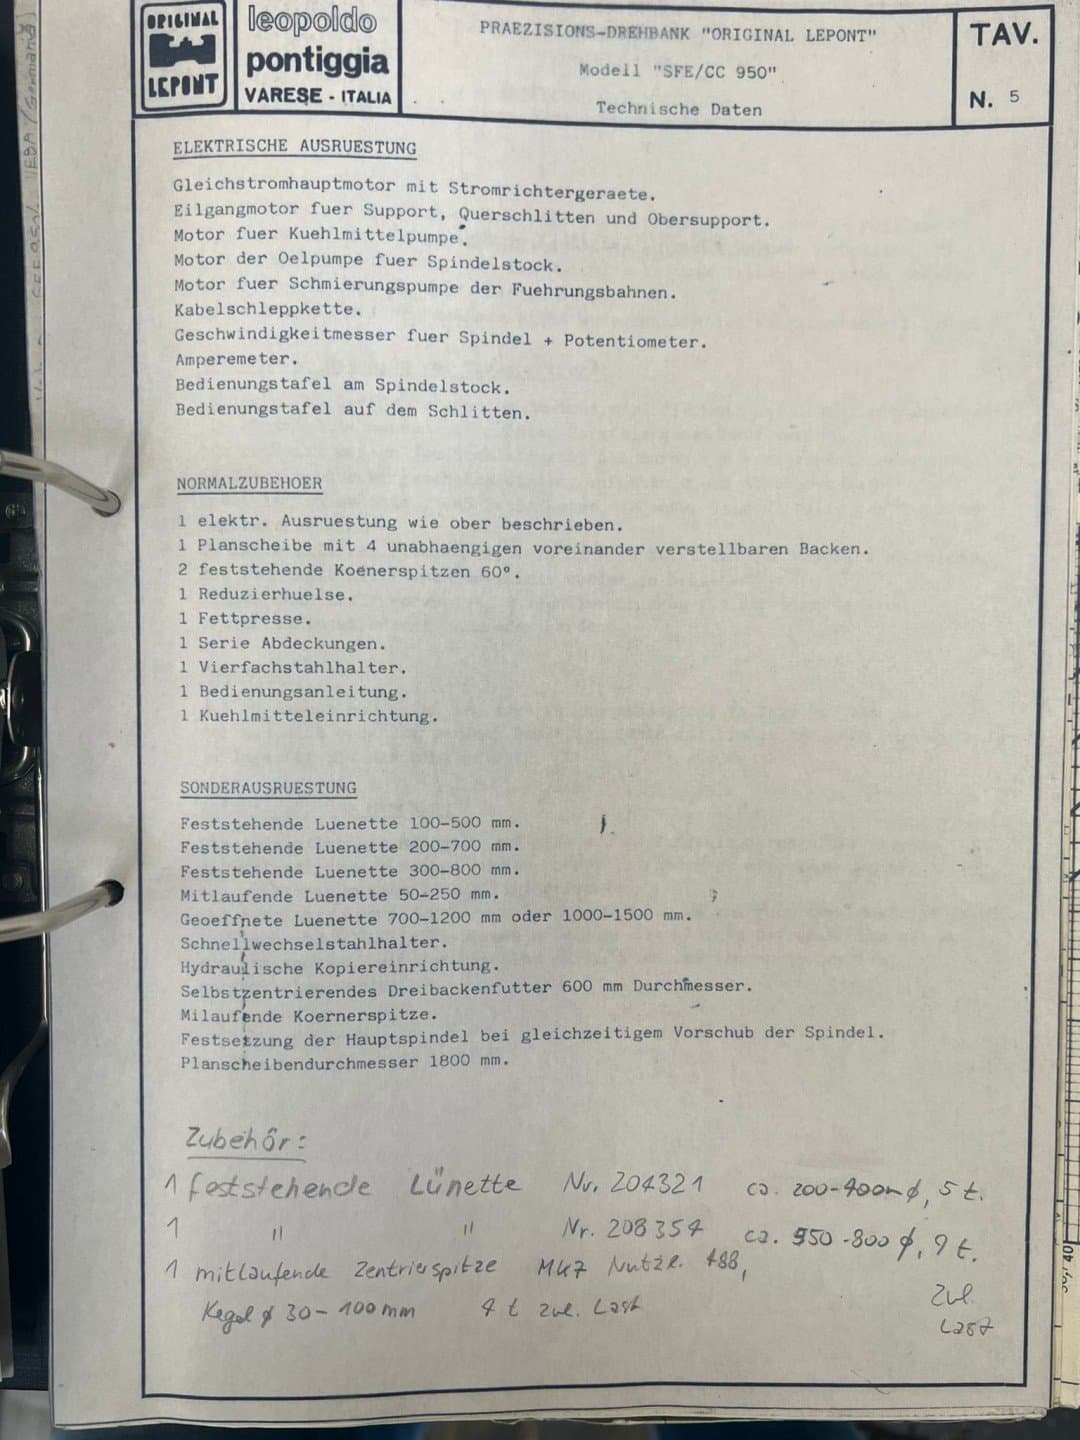 ORIGINAL
LEPONT
leopoldo
pontiggia
VARESE - ITALIA
PRAEZISIONS-DREHBANK "ORIGINAL LEPONT"
Modell "SFE/CC 950"
Technische Daten
TAV.
N. 5
ELEKTRISCHE AUSRUESTUNG
Gleichstromhauptmotor mit Stromrichtergeraete.
Eilgangmotor fuer Support, Querschlitten und Obersupport.
Motor fuer Kuehlmittelpumpe.
Motor der Oelpumpe fuer Spindelstock.
Motor fuer Schmierungspumpe der Fuehrungsbahnen.
Kabelschleppkette.
Geschwindigkeitmesser fuer Spindel + Potentiometer.
Amperemeter.
Bedienungstafel am Spindelstock.
Bedienungstafel auf dem Schlitten.
NORMALZUBEHOER
1 elektr. Ausruestung wie ober beschrieben.
1 Planscheibe mit 4 unabhaengigen voreinander verstellbaren Backen.
2 feststehende Koenerspitzen 60°.
1 Reduzierhuelse.
1 Fettpresse.
1 Serie Abdeckungen.
1 Vierfachstahlhalter.
1 Bedienungsanleitung.
1 Kuehlmitteleinrichtung.
SONDERAUSRUESTUNG
Feststehende Luenette 100-500 mm.
Feststehende Luenette 200-700 mm.
Feststehende Luenette 300-800 mm.
Mitlaufende Luenette 50-250 mm.
Geoeffnete Luenette 700-1200 mm oder 1000-1500 mm.
Schnellwechselstahlhalter.
Hydraulische Kopiereinrichtung.
Selbstzentrierendes Dreibackenfutter 600 mm Durchmesser.
Milaufende Koernerspitze.
Festsetzung der Hauptspindel bei gleichzeitigem Vorschub der Spindel.
Planscheibendurchmesser 1800 mm.
Zubehör:
1 feststehende Lünette Nr. 204321 ca. 200-400m ø, 5 t.
1 " " Nr. 208357 ca. 350-800 ø, 9 t.
1 mitlaufende Zentrierspitze MK7
Kegel ø 30-100mm 4 t zul. Last
zul
Last